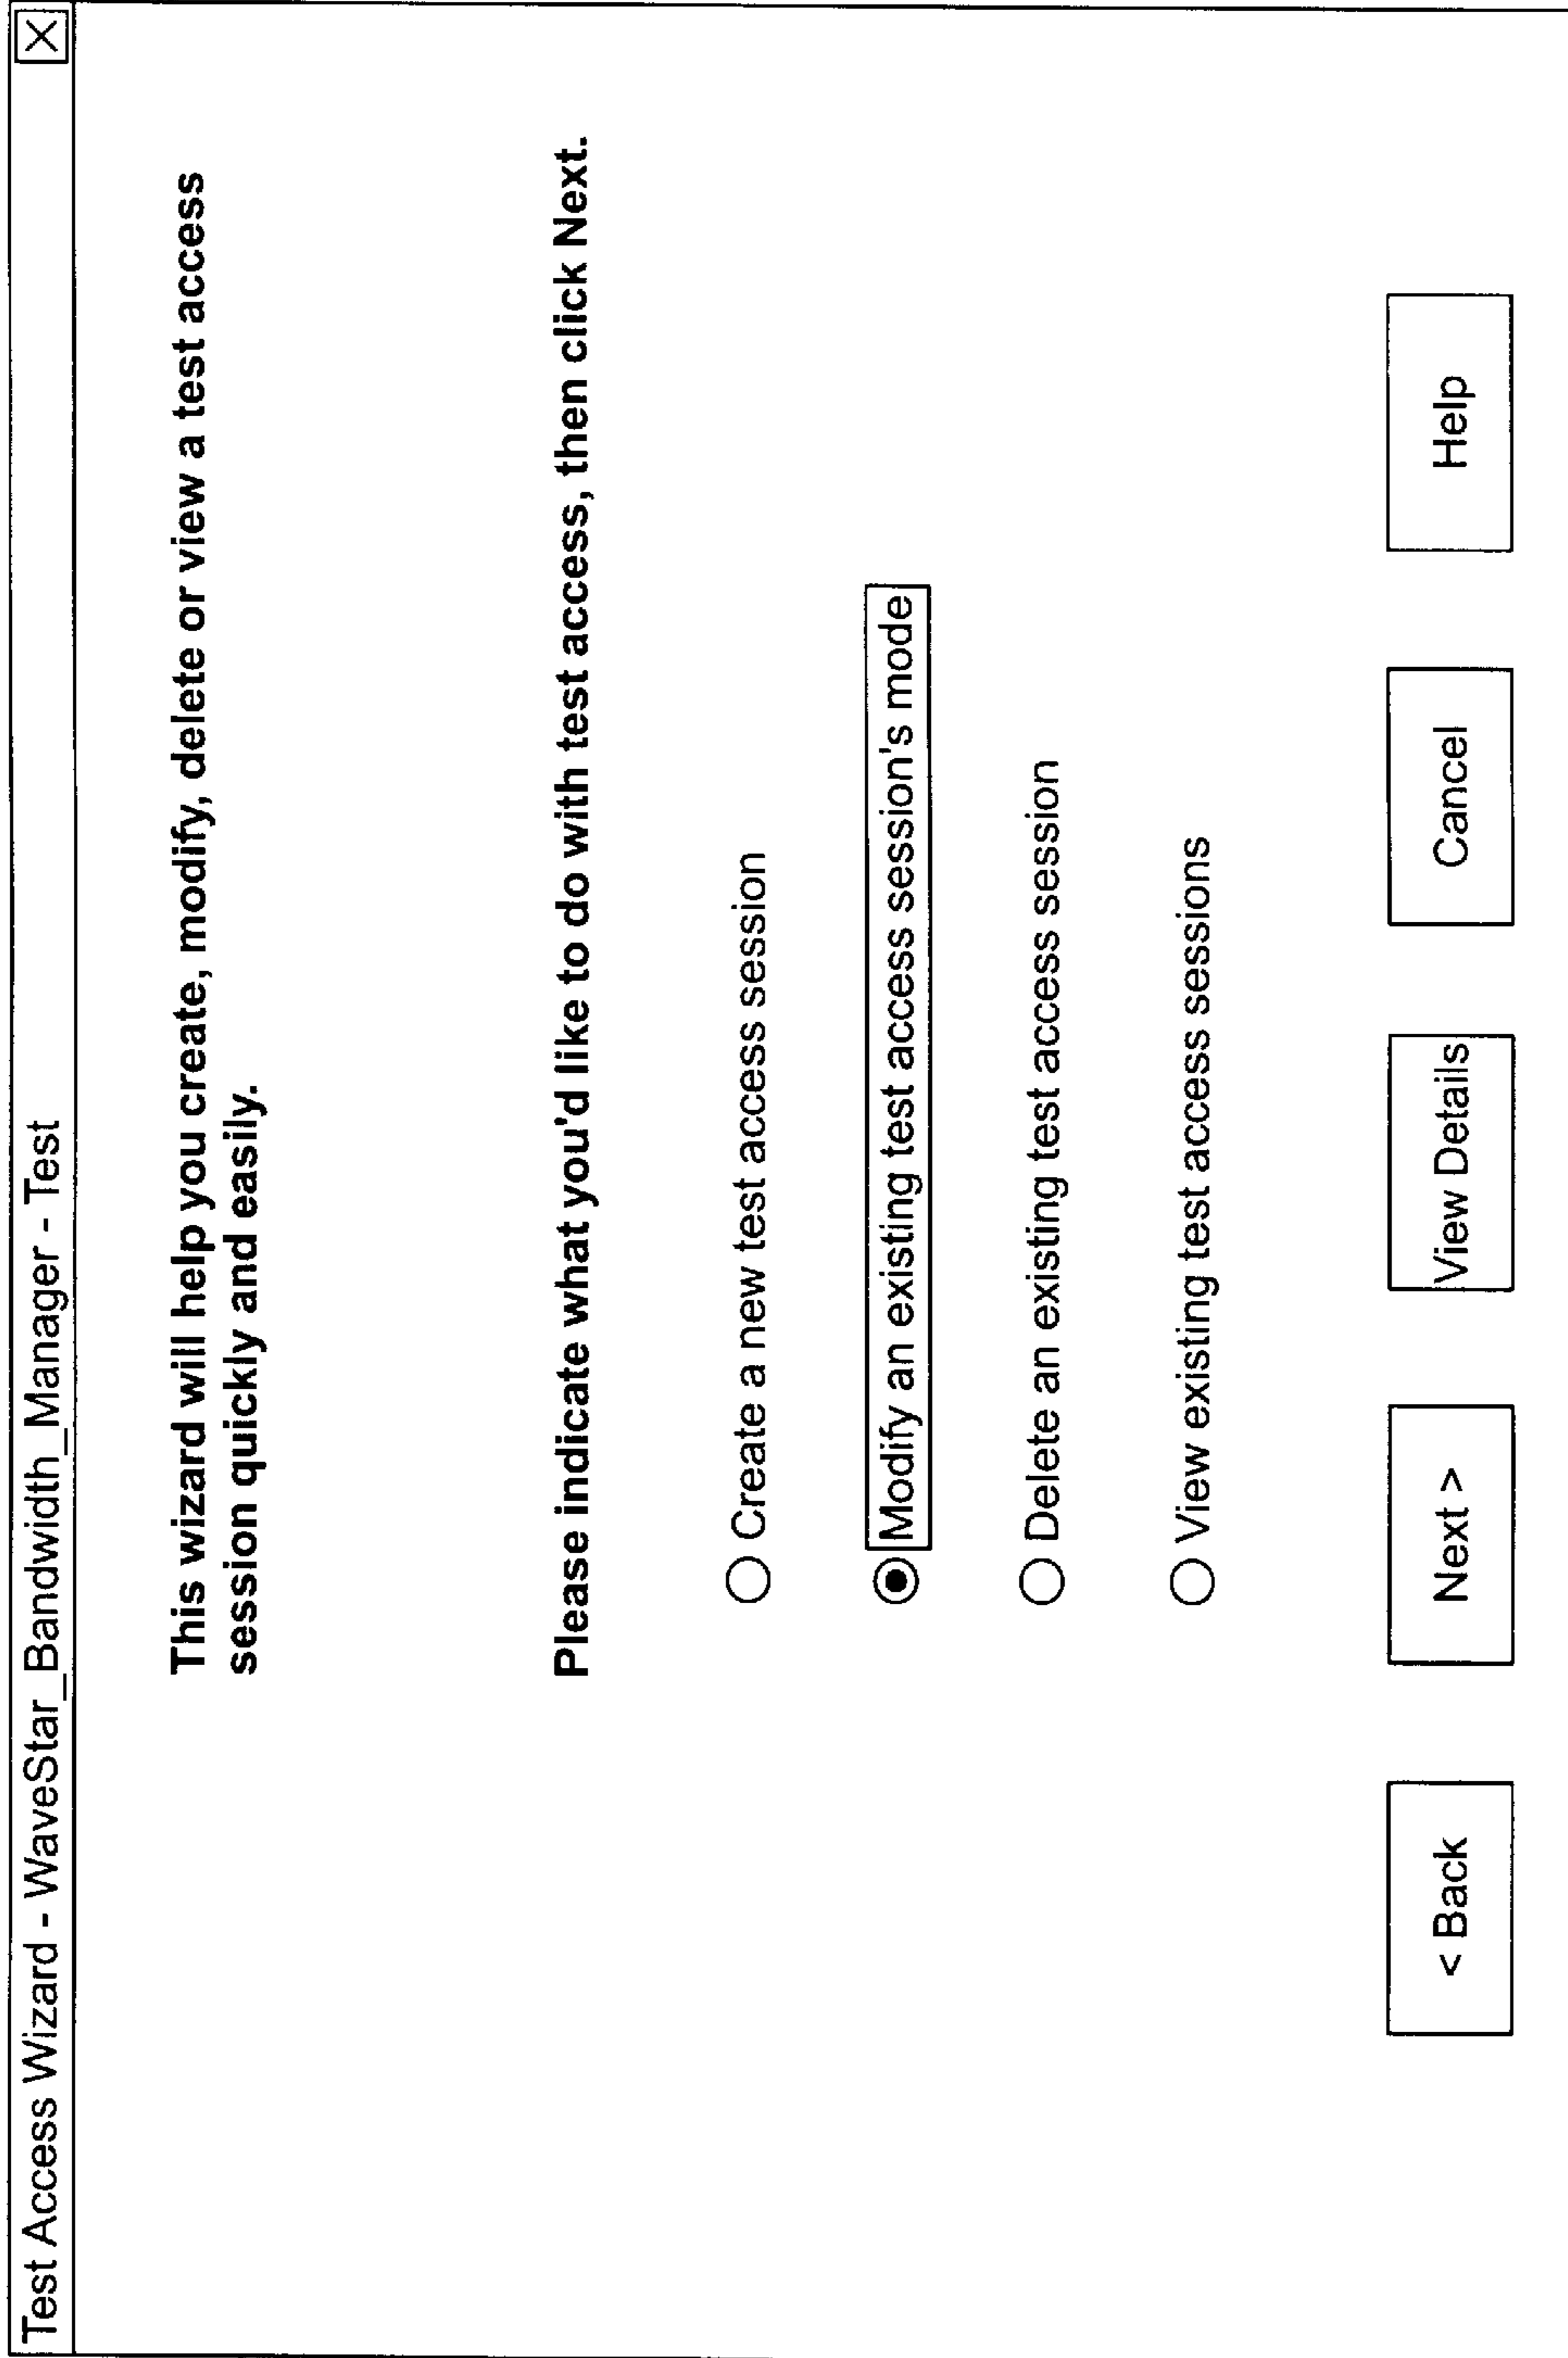 Test Access Wizard - WaveStar_Bandwidth_Manager - Test
This wizard will help you create, modify, delete or view a test access
session quickly and easily.
Please indicate what you'd like to do with test access, then click Next.
Create a new test access session
Modify an existing test access session's mode
Delete an existing test access session
View existing test access sessions
< Back
Next >
View Details
Cancel
Help